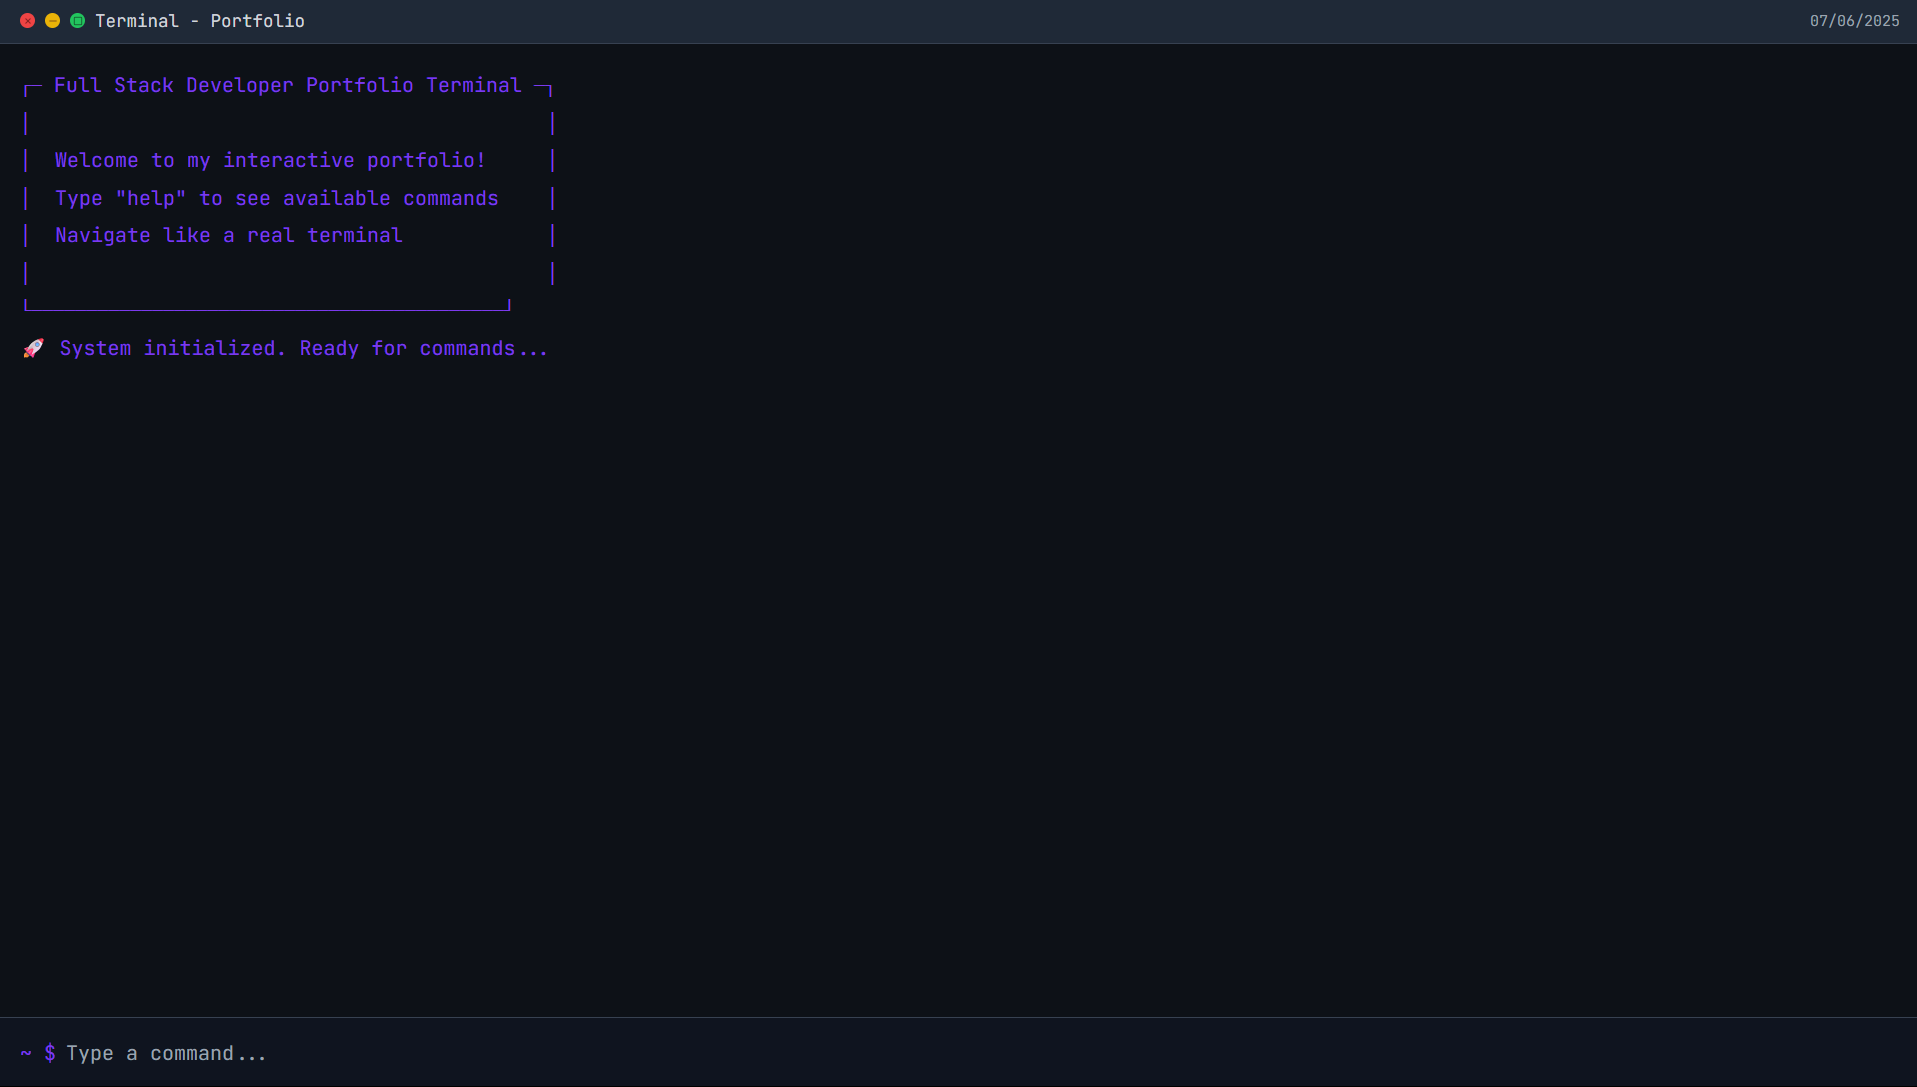 Terminal - Portfolio
07/06/2025
┌─ Full Stack Developer Portfolio Terminal ─┐
│ │
│ Welcome to my interactive portfolio! │
│ Type "help" to see available commands │
│ Navigate like a real terminal │
│ │
└────────────────────────────────────────┘
🚀 System initialized. Ready for commands...
~ $ Type a command...